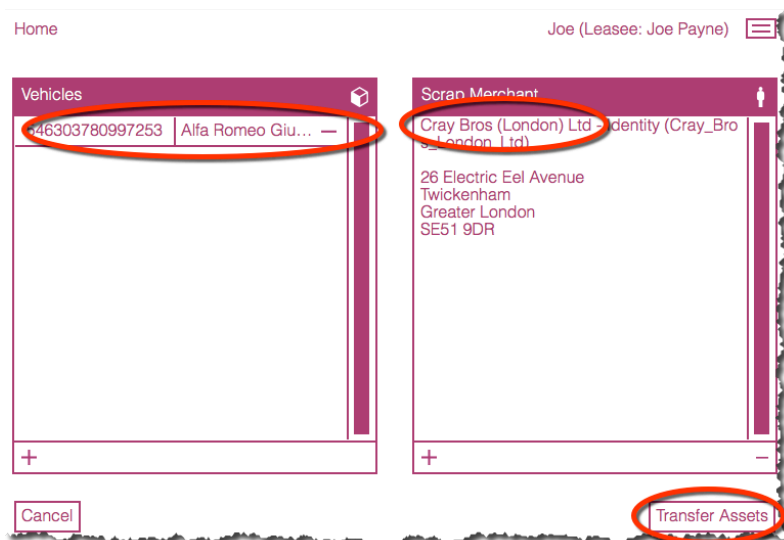 Home
Joe (Leasee: Joe Payne)
Vehicles
346303780997253 Alfa Romeo Giu... –
+
Scrap Merchant
Cray Bros (London) Ltd - Identity (Cray_Bro
s_London_Ltd)
26 Electric Eel Avenue
Twickenham
Greater London
SE51 9DR
+ –
Cancel
Transfer Assets